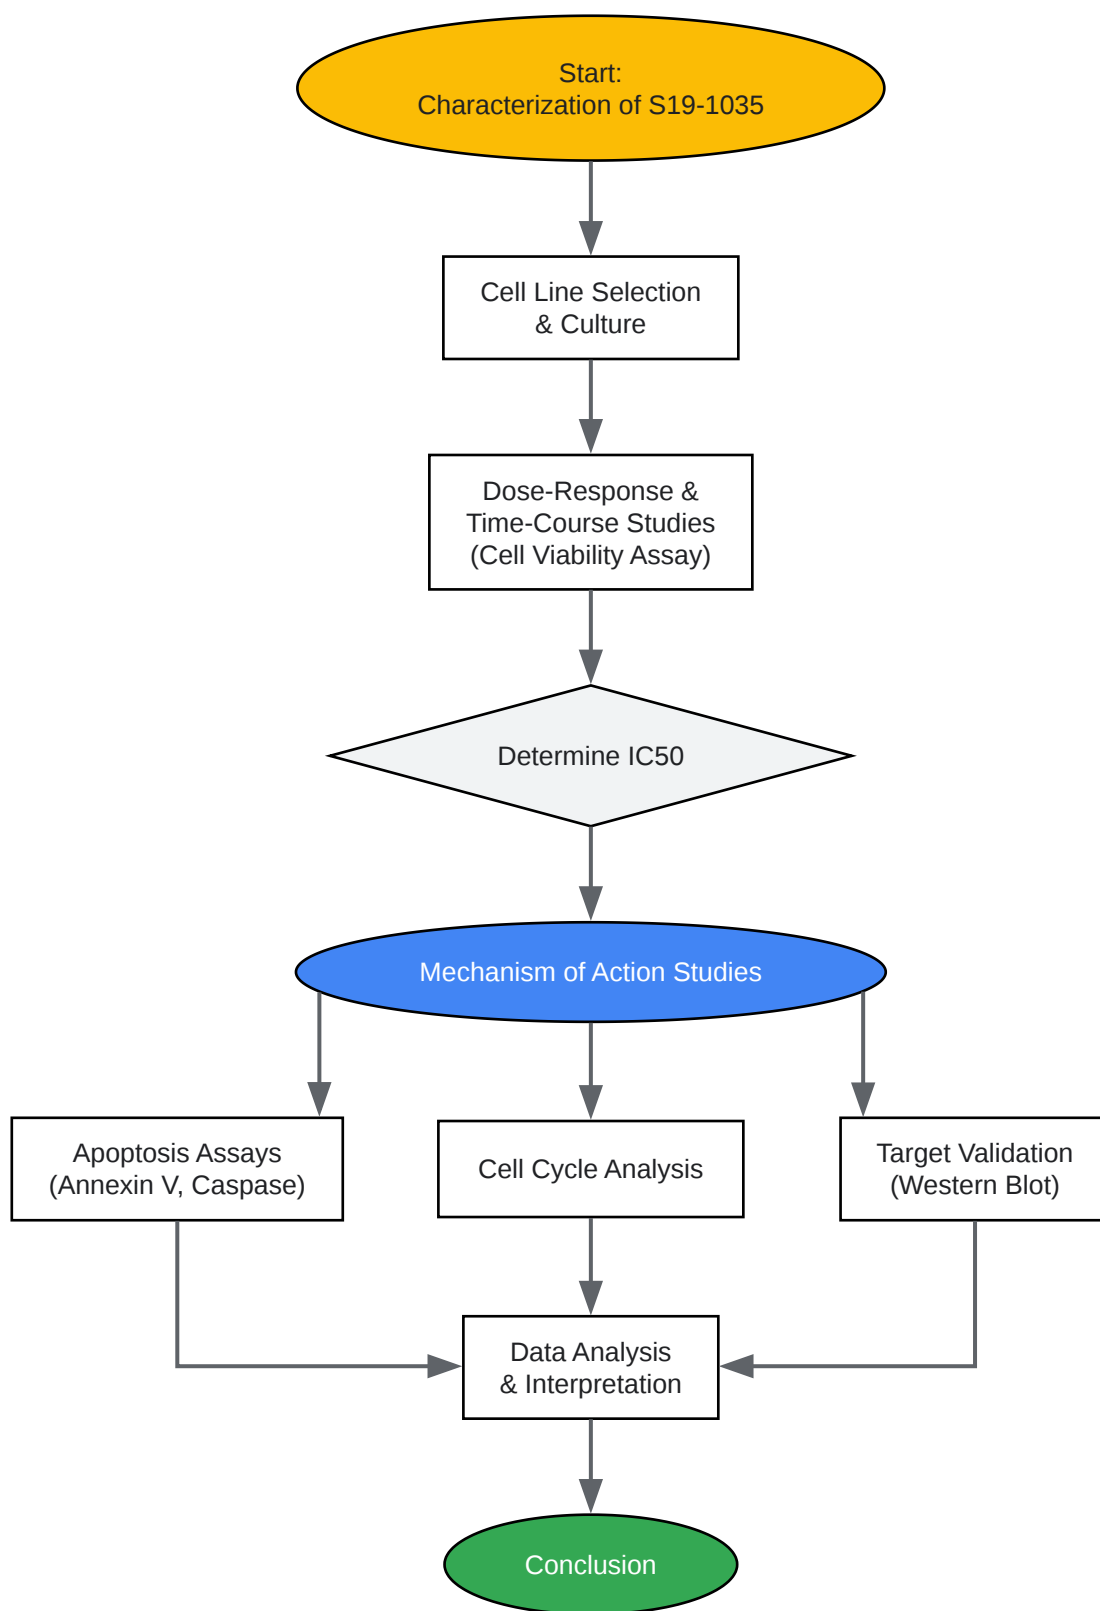 Start:
Characterization of S19-1035
Cell Line Selection
& Culture
Dose-Response &
Time-Course Studies
(Cell Viability Assay)
Determine IC50
Mechanism of Action Studies
Apoptosis Assays
(Annexin V, Caspase)
Cell Cycle Analysis
Target Validation
(Western Blot)
Data Analysis
& Interpretation
Conclusion